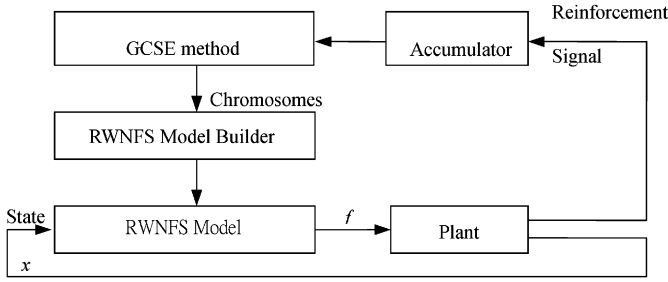 Reinforcement
GCSE method
Accumulator
Signal
Chromosomes
RWNFS Model Builder
State
RWNFS Model
f
Plant
x